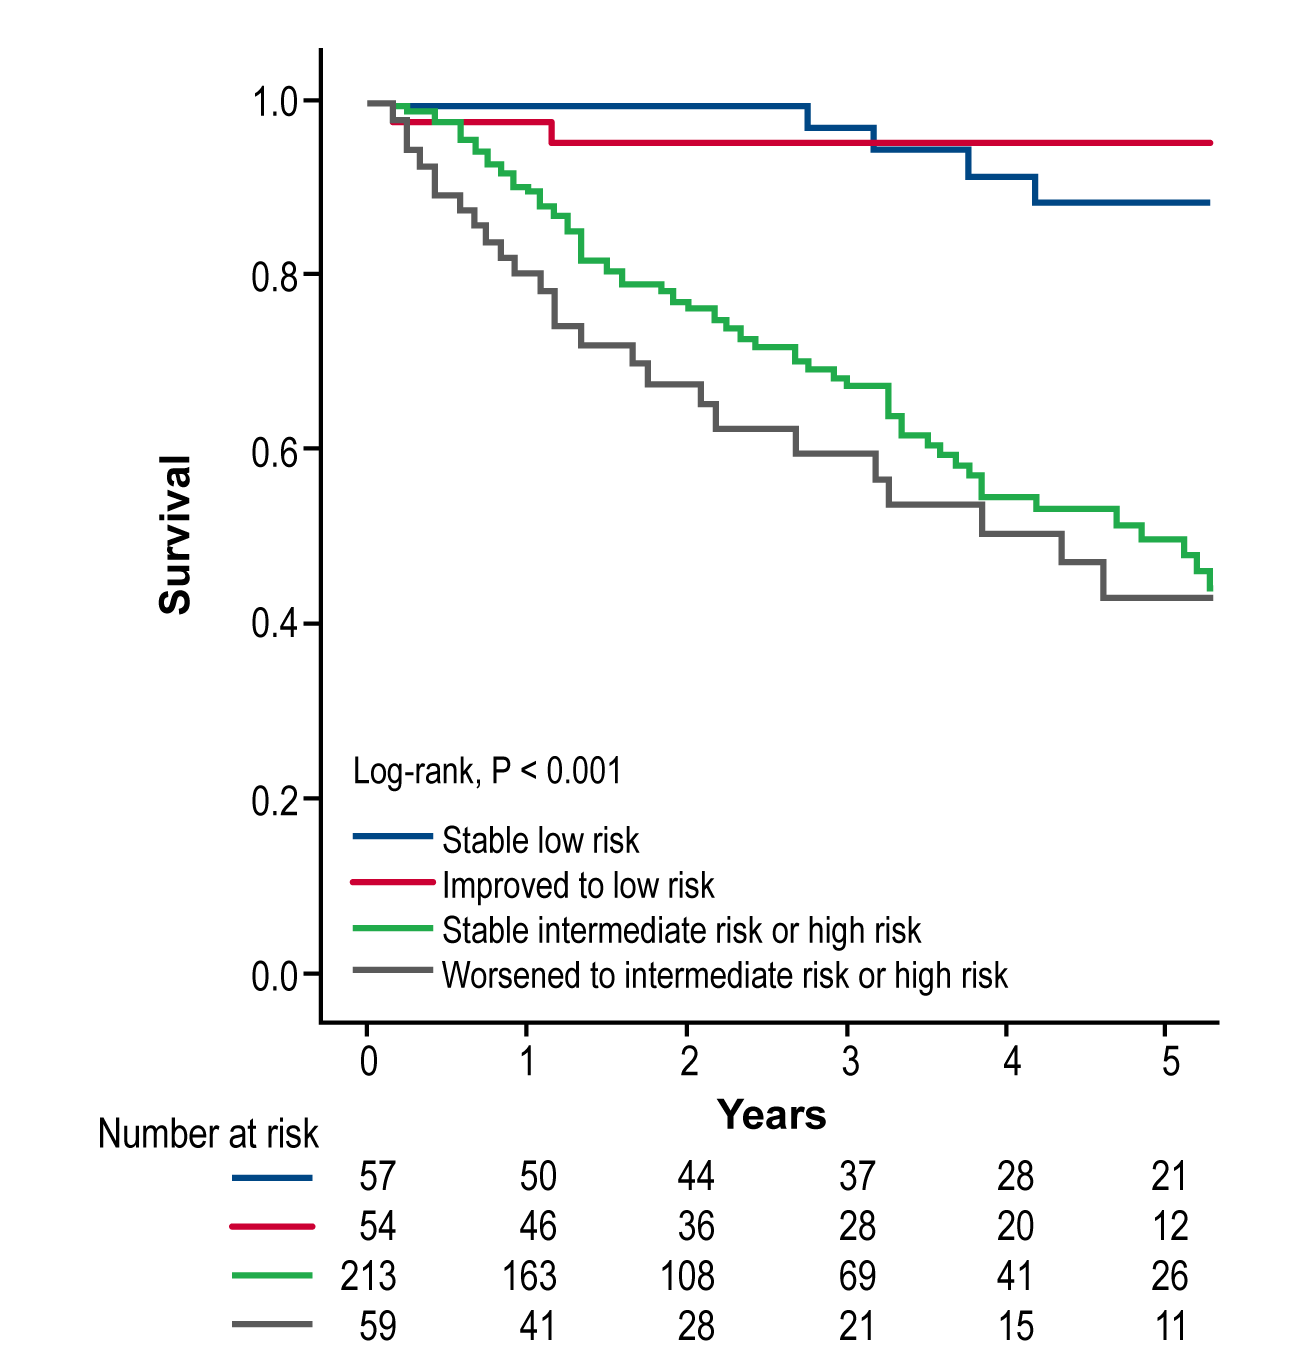 1.0
0.8
0.6
0.4
0.2
0.0
Survival
Log-rank, P < 0.001
Stable low risk
Improved to low risk
Stable intermediate risk or high risk
Worsened to intermediate risk or high risk
0 1 2 3 4 5
Years
Number at risk
57 50 44 37 28 21
54 46 36 28 20 12
213 163 108 69 41 26
59 41 28 21 15 11